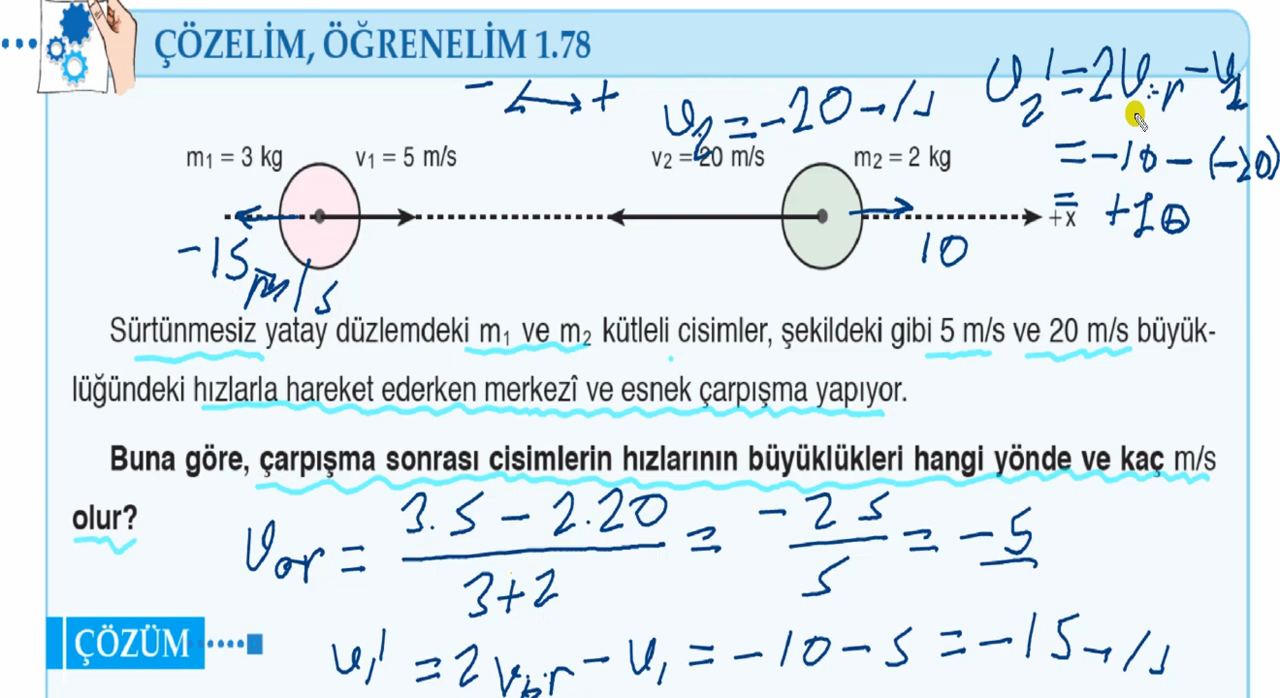 ÇÖZELİM, ÖĞRENELİM 1.78
- ↔ +
v₂ = -20 m/s
v₂' = 2v₀r - v₂
= -10 - (-20)
= +10
m₁ = 3 kg v₁ = 5 m/s v₂ = 20 m/s m₂ = 2 kg
+x
-15 m/s
10
Sürtünmesiz yatay düzlemdeki m₁ ve m₂ kütleli cisimler, şekildeki gibi 5 m/s ve 20 m/s büyük-
lüğündeki hızlarla hareket ederken merkezî ve esnek çarpışma yapıyor.
Buna göre, çarpışma sonrası cisimlerin hızlarının büyüklükleri hangi yönde ve kaç m/s
olur?
vor = 3.5 - 2.20 / 3+2 = -25 / 5 = -5
ÇÖZÜM
v₁' = 2vor - v₁ = -10 - 5 = -15 m/s